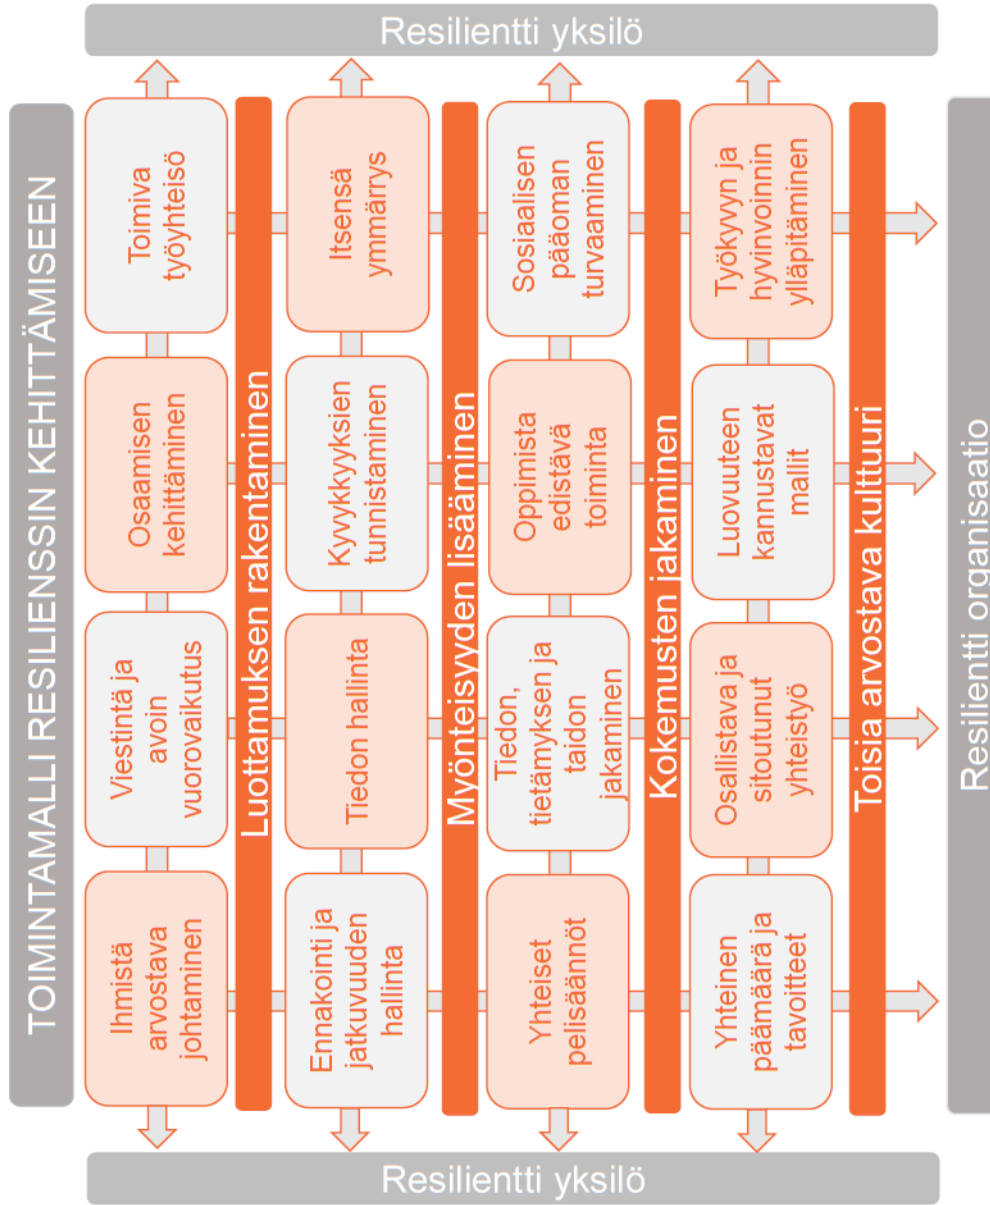 TOIMINTAMALLI RESILIENSSIN KEHITTÄMISEEN
Resilientti yksilö
Ihmistä
arvostava
johtaminen
Viestintä ja
avoin
vuorovaikutus
Osaamisen
kehittäminen
Toimiva
työyhteisö
Luottamuksen rakentaminen
Ennakointi ja
jatkuvuuden
hallinta
Tiedon hallinta
Kyvykkyyksien
tunnistaminen
Itsensä
ymmärrys
Myönteisyyden lisääminen
Yhteiset
pelisäännöt
Tiedon,
tietämyksen ja
taidon
jakaminen
Oppimista
edistävä
toiminta
Sosiaalisen
pääoman
turvaaminen
Kokemusten jakaminen
Yhteinen
päämäärä ja
tavoitteet
Osallistava ja
sitoutunut
yhteistyö
Luovuuteen
kannustavat
mallit
Työkyvyn ja
hyvinvoinnin
ylläpitäminen
Toisia arvostava kulttuuri
Resilientti yksilö
Resilientti organisaatio